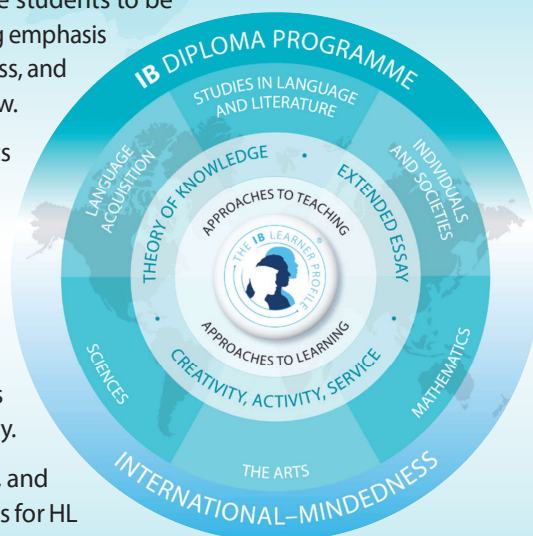 e students to be
g emphasis
ss, and
w.
s
s
y.
, and
s for HL
IB DIPLOMA PROGRAMME
STUDIES IN LANGUAGE
AND LITERATURE
LANGUAGE
ACQUISITION
INDIVIDUALS
AND SOCIETIES
THEORY OF KNOWLEDGE
EXTENDED ESSAY
APPROACHES TO TEACHING
THE IB LEARNER PROFILE
APPROACHES TO LEARNING
CREATIVITY, ACTIVITY, SERVICE
SCIENCES
MATHEMATICS
THE ARTS
INTERNATIONAL–MINDEDNESS